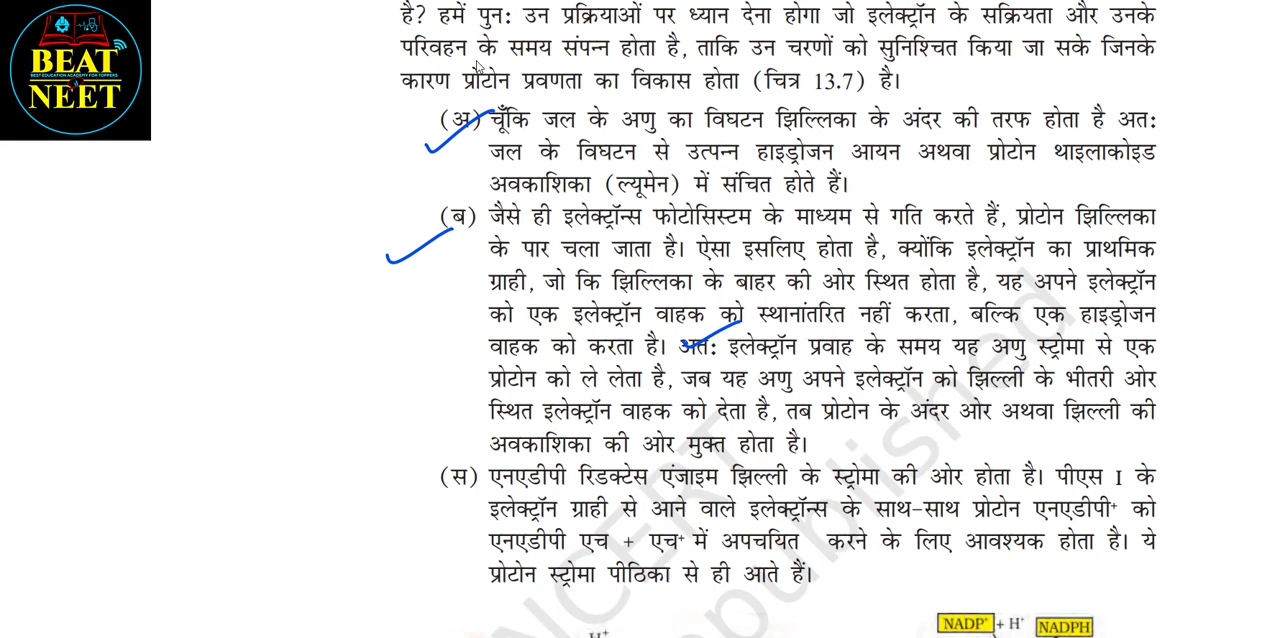 है? हमें पुन: उन प्रक्रियाओं पर ध्यान देना होगा जो इलेक्ट्रॉन के सक्रियता और उनके
परिवहन के समय संपन्न होता है, ताकि उन चरणों को सुनिश्चित किया जा सके जिनके
कारण प्रोटोन प्रवणता का विकास होता (चित्र 13.7) है।
(अ) चूँकि जल के अणु का विघटन झिल्लिका के अंदर की तरफ होता है अत:
जल के विघटन से उत्पन्न हाइड्रोजन आयन अथवा प्रोटोन थाइलाकोइड
अवकाशिका (ल्यूमेन) में संचित होते हैं।
(ब) जैसे ही इलेक्ट्रॉन्स फोटोसिस्टम के माध्यम से गति करते हैं, प्रोटोन झिल्लिका
के पार चला जाता है। ऐसा इसलिए होता है, क्योंकि इलेक्ट्रॉन का प्राथमिक
ग्राही, जो कि झिल्लिका के बाहर की ओर स्थित होता है, यह अपने इलेक्ट्रॉन
को एक इलेक्ट्रॉन वाहक को स्थानांतरित नहीं करता, बल्कि एक हाइड्रोजन
वाहक को करता है। अत: इलेक्ट्रॉन प्रवाह के समय यह अणु स्ट्रोमा से एक
प्रोटोन को ले लेता है, जब यह अणु अपने इलेक्ट्रॉन को झिल्ली के भीतरी ओर
स्थित इलेक्ट्रॉन वाहक को देता है, तब प्रोटोन के अंदर ओर अथवा झिल्ली की
अवकाशिका की ओर मुक्त होता है।
(स) एनएडीपी रिडक्टेस एंजाइम झिल्ली के स्ट्रोमा की ओर होता है। पीएस I के
इलेक्ट्रॉन ग्राही से आने वाले इलेक्ट्रॉन्स के साथ-साथ प्रोटोन एनएडीपी⁺ को
एनएडीपी एच + एच⁺ में अपचयित करने के लिए आवश्यक होता है। ये
प्रोटोन स्ट्रोमा पीठिका से ही आते हैं।
H⁺
NADP⁺ + H⁺ NADPH
BEAT
BEST EDUCATION ACADEMY FOR TOPPERS
NEET
NCERT
republished